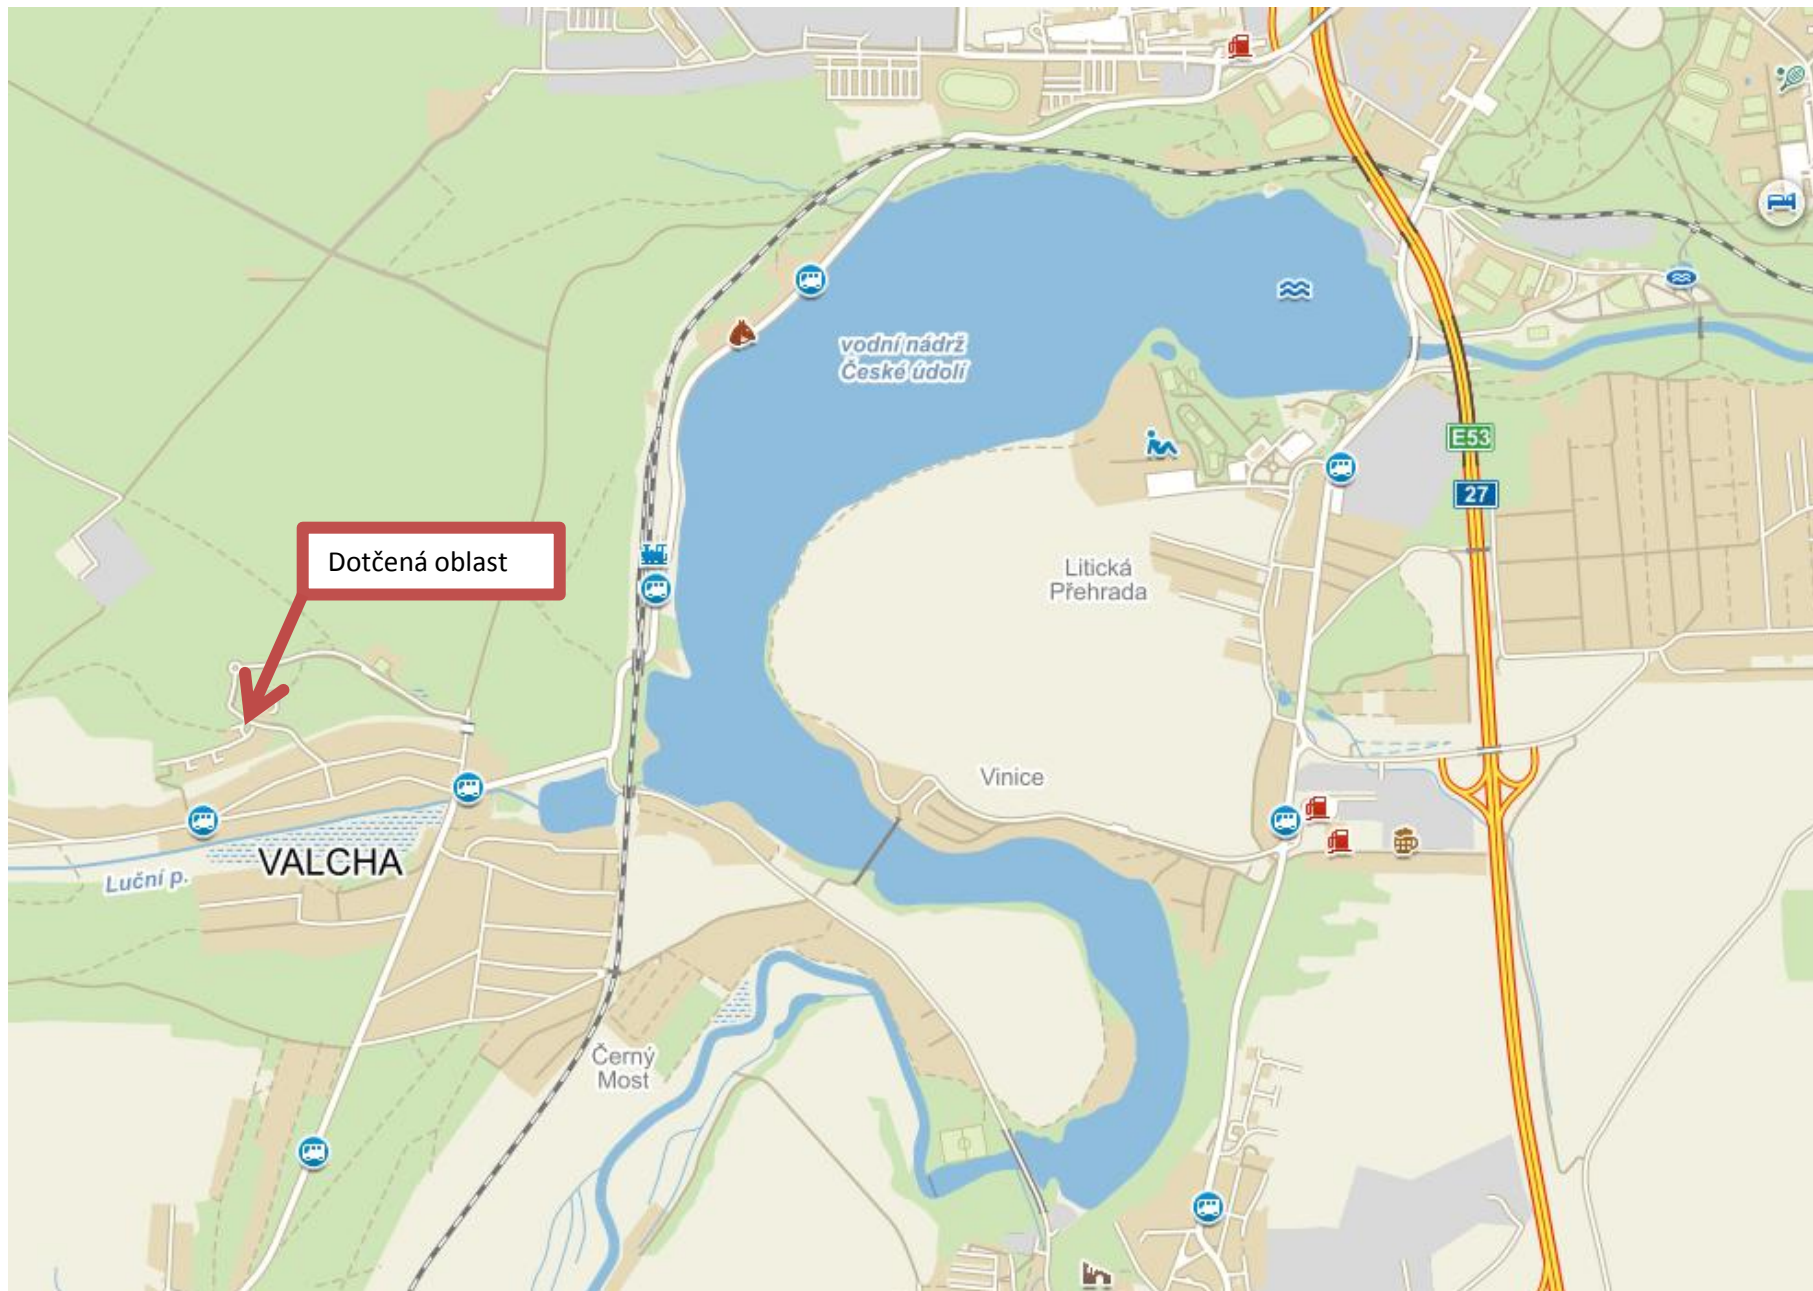 vodní nádrž
České údolí
E53
27
Dotčená oblast
Litická
Přehrada
Vinice
VALCHA
Luční p.
Černý
Most